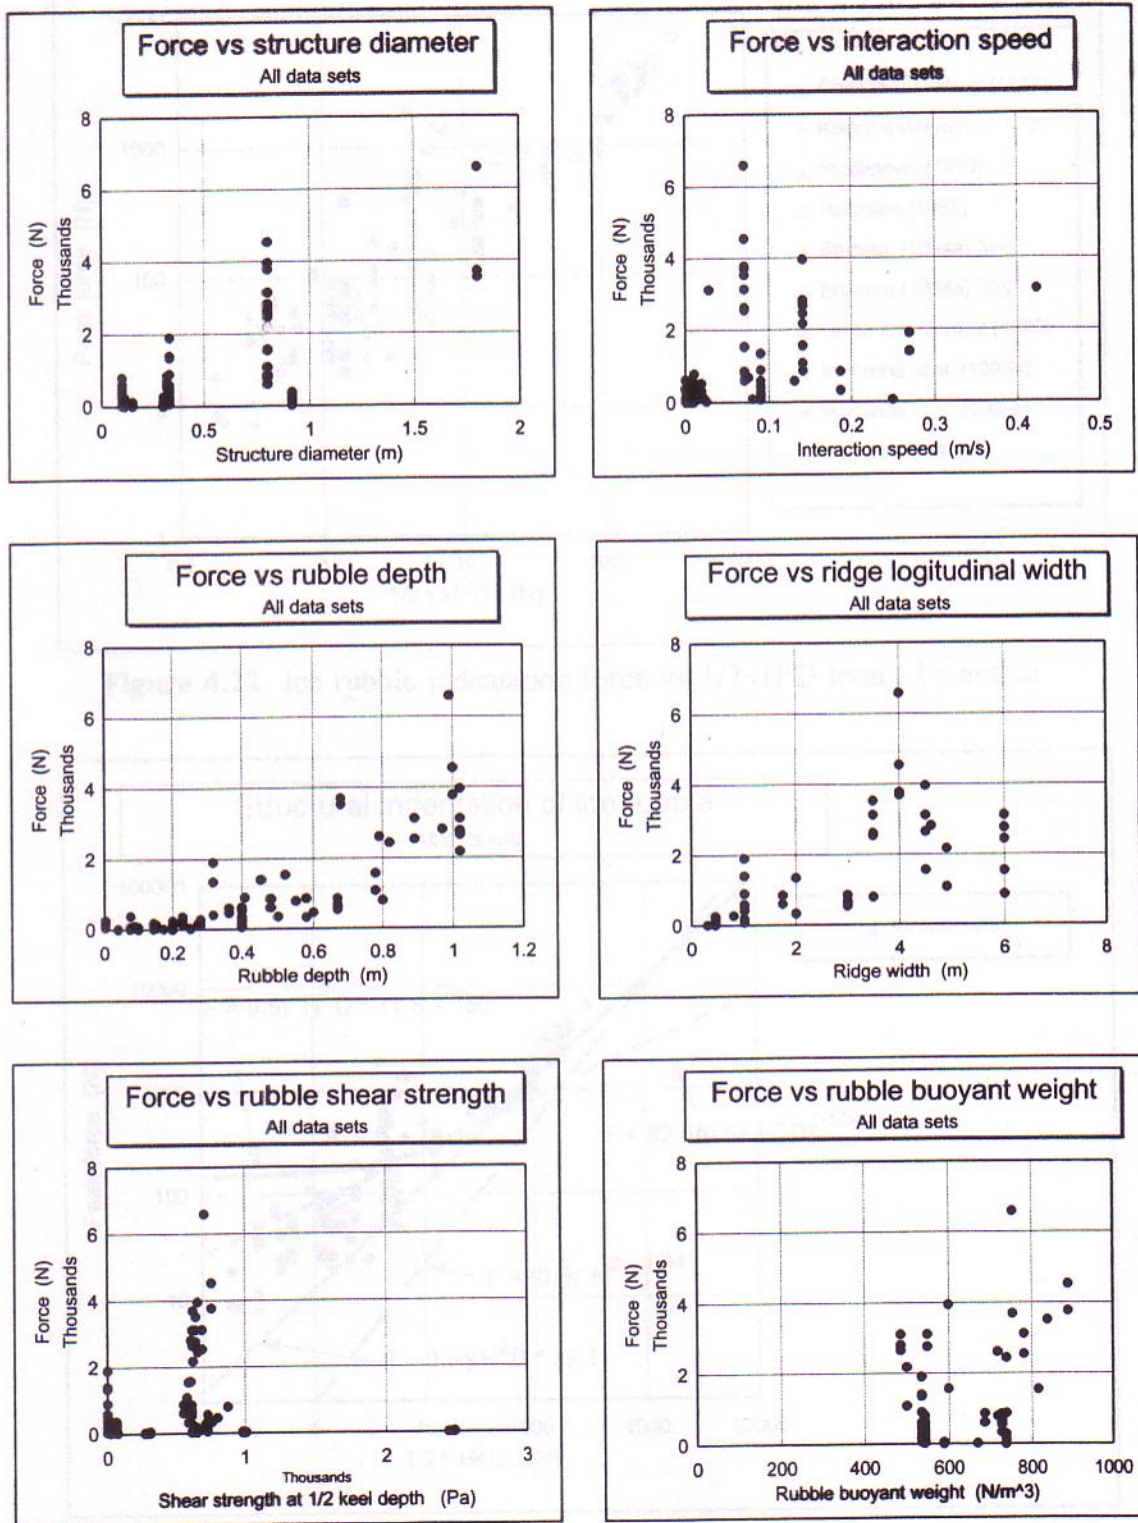 Force vs structure diameter
All data sets
Force (N)
Thousands
8
6
4
2
0
0 0.5 1 1.5 2
Structure diameter (m)
Force vs interaction speed
All data sets
Force (N)
Thousands
8
6
4
2
0
0 0.1 0.2 0.3 0.4 0.5
Interaction speed (m/s)
Force vs rubble depth
All data sets
Force (N)
Thousands
8
6
4
2
0
0 0.2 0.4 0.6 0.8 1 1.2
Rubble depth (m)
Force vs ridge logitudinal width
All data sets
Force (N)
Thousands
8
6
4
2
0
0 2 4 6 8
Ridge width (m)
Force vs rubble shear strength
All data sets
Force (N)
Thousands
8
6
4
2
0
0 1 2 3
Thousands
Shear strength at 1/2 keel depth (Pa)
Force vs rubble buoyant weight
All data sets
Force (N)
Thousands
8
6
4
2
0
0 200 400 600 800 1000
Rubble buoyant weight (N/m^3)